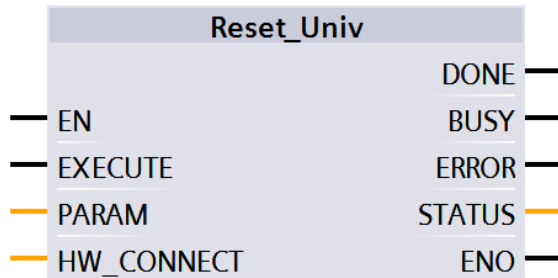 Reset_Univ
DONE
EN BUSY
EXECUTE ERROR
PARAM STATUS
HW_CONNECT ENO